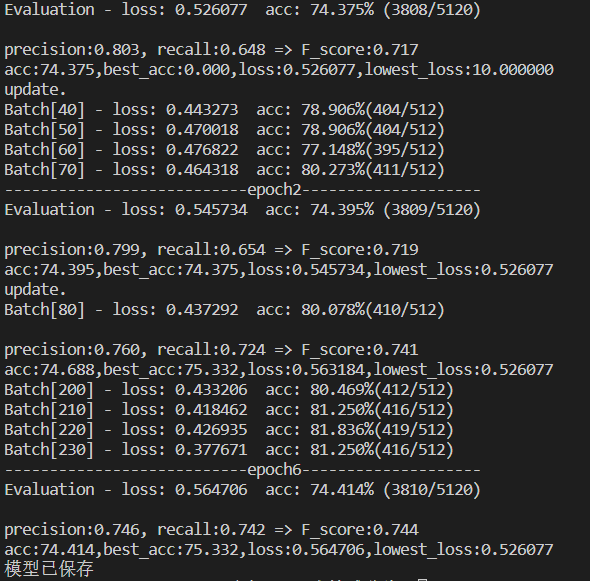 Evaluation - loss: 0.526077  acc: 74.375% (3808/5120)
precision:0.803, recall:0.648 => F_score:0.717
acc:74.375,best_acc:0.000,loss:0.526077,lowest_loss:10.000000
update.
Batch[40] - loss: 0.443273  acc: 78.906%(404/512)
Batch[50] - loss: 0.470018  acc: 78.906%(404/512)
Batch[60] - loss: 0.476822  acc: 77.148%(395/512)
Batch[70] - loss: 0.464318  acc: 80.273%(411/512)
---------------------------epoch2--------------------
Evaluation - loss: 0.545734  acc: 74.395% (3809/5120)
precision:0.799, recall:0.654 => F_score:0.719
acc:74.395,best_acc:74.375,loss:0.545734,lowest_loss:0.526077
update.
Batch[80] - loss: 0.437292  acc: 80.078%(410/512)
precision:0.760, recall:0.724 => F_score:0.741
acc:74.688,best_acc:75.332,loss:0.563184,lowest_loss:0.526077
Batch[200] - loss: 0.433206  acc: 80.469%(412/512)
Batch[210] - loss: 0.418462  acc: 81.250%(416/512)
Batch[220] - loss: 0.426935  acc: 81.836%(419/512)
Batch[230] - loss: 0.377671  acc: 81.250%(416/512)
---------------------------epoch6--------------------
Evaluation - loss: 0.564706  acc: 74.414% (3810/5120)
precision:0.746, recall:0.742 => F_score:0.744
acc:74.414,best_acc:75.332,loss:0.564706,lowest_loss:0.526077
模型已保存